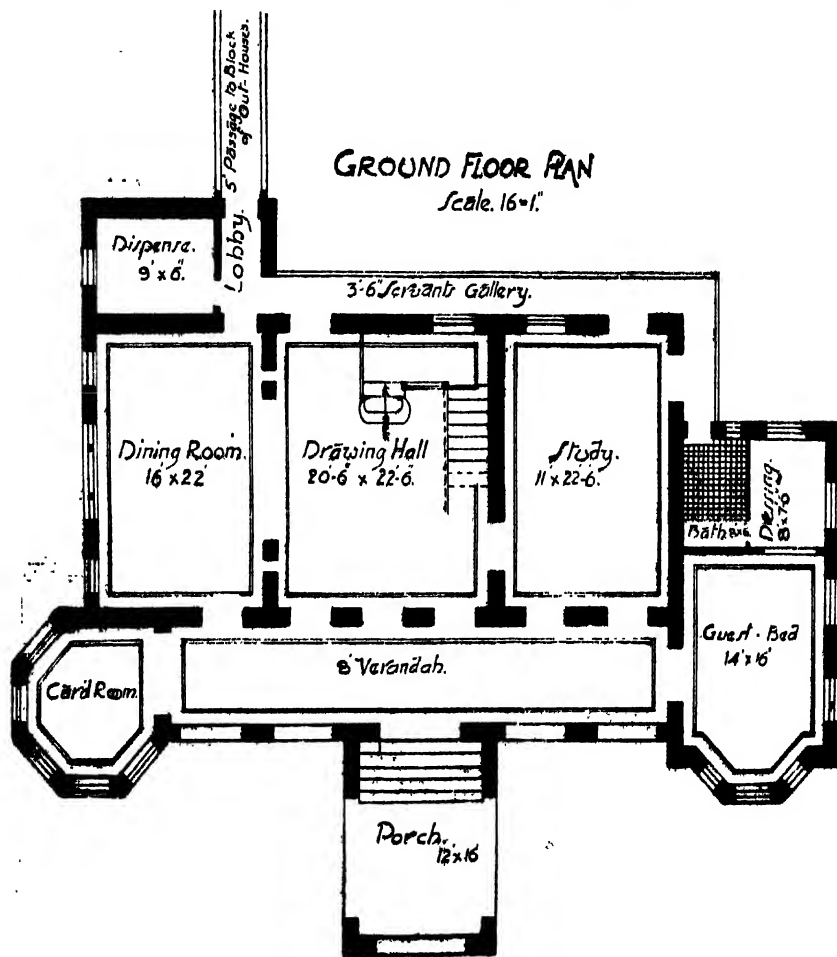 5' Passage to Block
of Out-Houses.
GROUND FLOOR PLAN
Scale. 16=1."
Lobby.
Dispense.
9' x 6'.
3'-6" Servants Gallery.
Dining Room.
16' x 22'
Drawing Hall
20'-6" x 22'-6".
Study.
11' x 22'-6".
Bath 8'x6'
Dressing.
8' x 7'-6"
Guest-Bed
14' x 16'
Card Room.
8' Verandah.
Porch.
12' x 16'